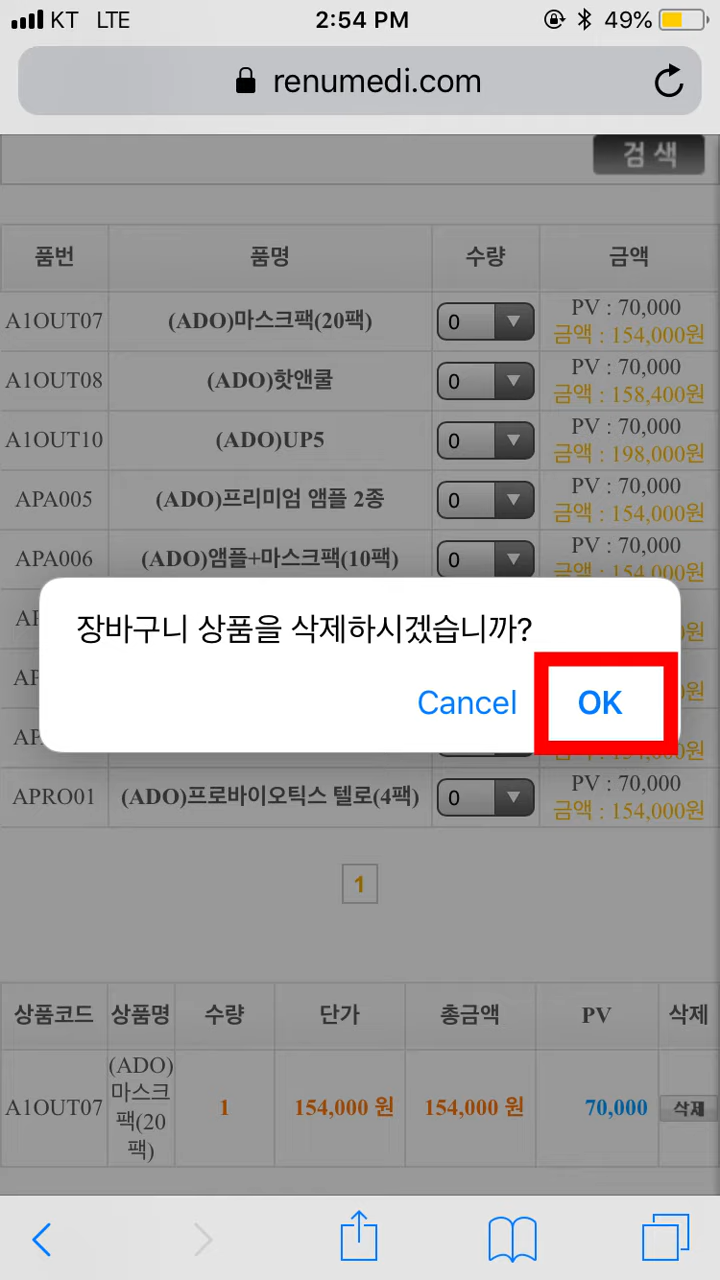 KT LTE 2:54 PM 49%
renumedi.com
검 색
품번 품명 수량 금액
A1OUT07 (ADO)마스크팩(20팩) 0 PV : 70,000
금액 : 154,000원
A1OUT08 (ADO)핫앤쿨 0 PV : 70,000
금액 : 158,400원
A1OUT10 (ADO)UP5 0 PV : 70,000
금액 : 198,000원
APA005 (ADO)프리미엄 앰플 2종 0 PV : 70,000
금액 : 154,000원
APA006 (ADO)앰플+마스크팩(10팩) 0 PV : 70,000
금액 : 154,000원
장바구니 상품을 삭제하시겠습니까?
Cancel OK
APRO01 (ADO)프로바이오틱스 텔로(4팩) 0 PV : 70,000
금액 : 154,000원
1
상품코드 상품명 수량 단가 총금액 PV 삭제
A1OUT07 (ADO)
마스크
팩(20
팩) 1 154,000 원 154,000 원 70,000 삭제